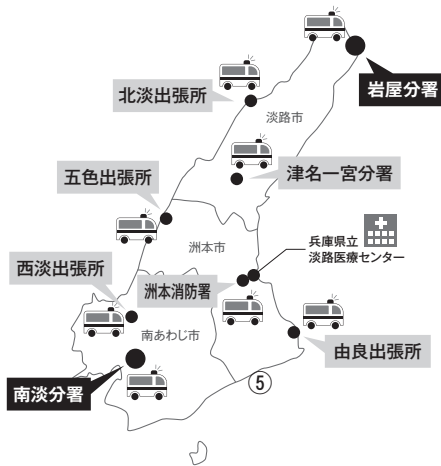 岩屋分署
北淡出張所
淡路市
津名一宮分署
五色出張所
洲本市
兵庫県立
淡路医療センター
西淡出張所
洲本消防署
南あわじ市
由良出張所
南淡分署
⑤